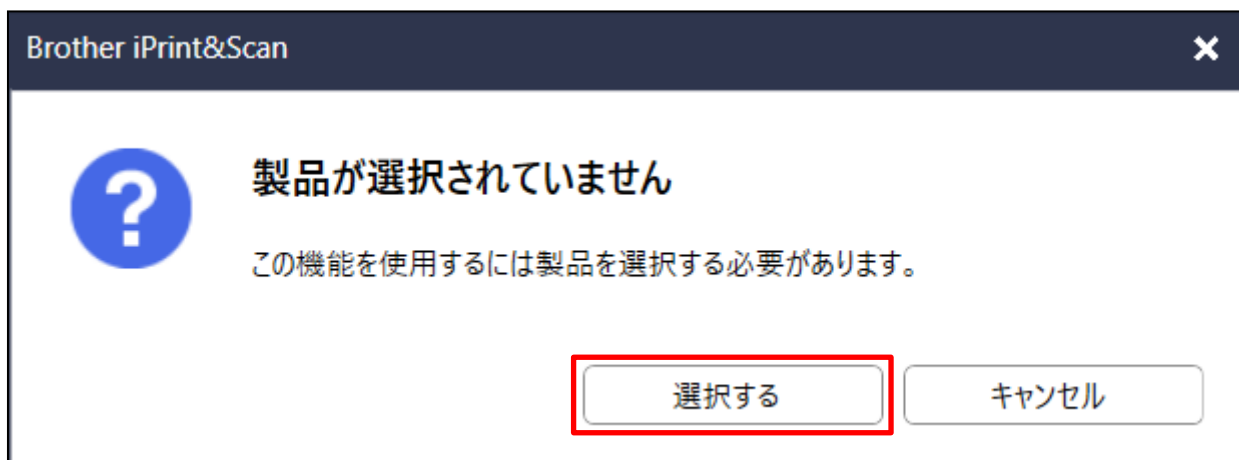 Brother iPrint&Scan
製品が選択されていません
この機能を使用するには製品を選択する必要があります。
選択する
キャンセル